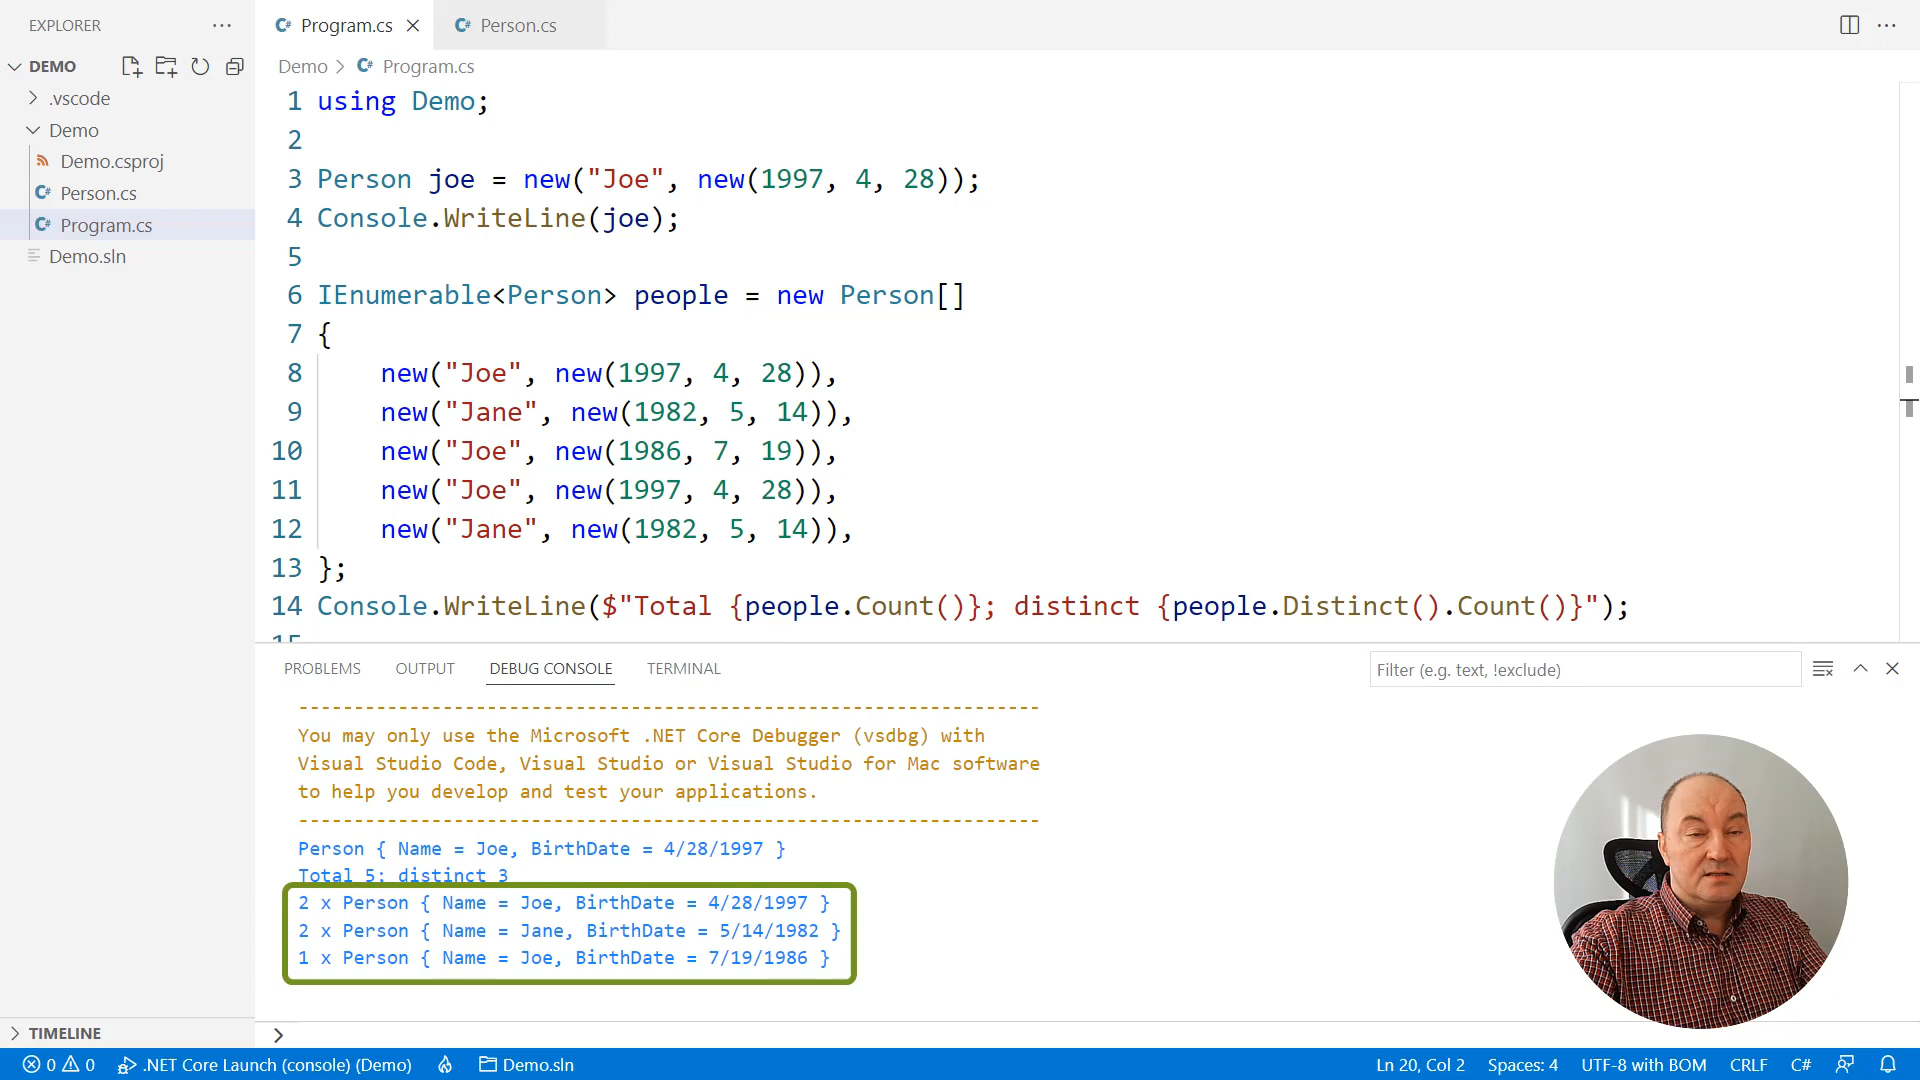 EXPLORER
DEMO
.vscode
Demo
Demo.csproj
Person.cs
Program.cs
Demo.sln
TIMELINE
Program.cs
Person.cs
Demo > Program.cs
1 using Demo;
2
3 Person joe = new("Joe", new(1997, 4, 28));
4 Console.WriteLine(joe);
5
6 IEnumerable<Person> people = new Person[]
7 {
8 new("Joe", new(1997, 4, 28)),
9 new("Jane", new(1982, 5, 14)),
10 new("Joe", new(1986, 7, 19)),
11 new("Joe", new(1997, 4, 28)),
12 new("Jane", new(1982, 5, 14)),
13 };
14 Console.WriteLine($"Total {people.Count()}; distinct {people.Distinct().Count()}");
15
PROBLEMS OUTPUT DEBUG CONSOLE TERMINAL
Filter (e.g. text, !exclude)
-------------------------------------------------------------------
You may only use the Microsoft .NET Core Debugger (vsdbg) with
Visual Studio Code, Visual Studio or Visual Studio for Mac software
to help you develop and test your applications.
-------------------------------------------------------------------
Person { Name = Joe, BirthDate = 4/28/1997 }
Total 5; distinct 3
2 x Person { Name = Joe, BirthDate = 4/28/1997 }
2 x Person { Name = Jane, BirthDate = 5/14/1982 }
1 x Person { Name = Joe, BirthDate = 7/19/1986 }
0 0 .NET Core Launch (console) (Demo) Demo.sln Ln 20, Col 2 Spaces: 4 UTF-8 with BOM CRLF C#